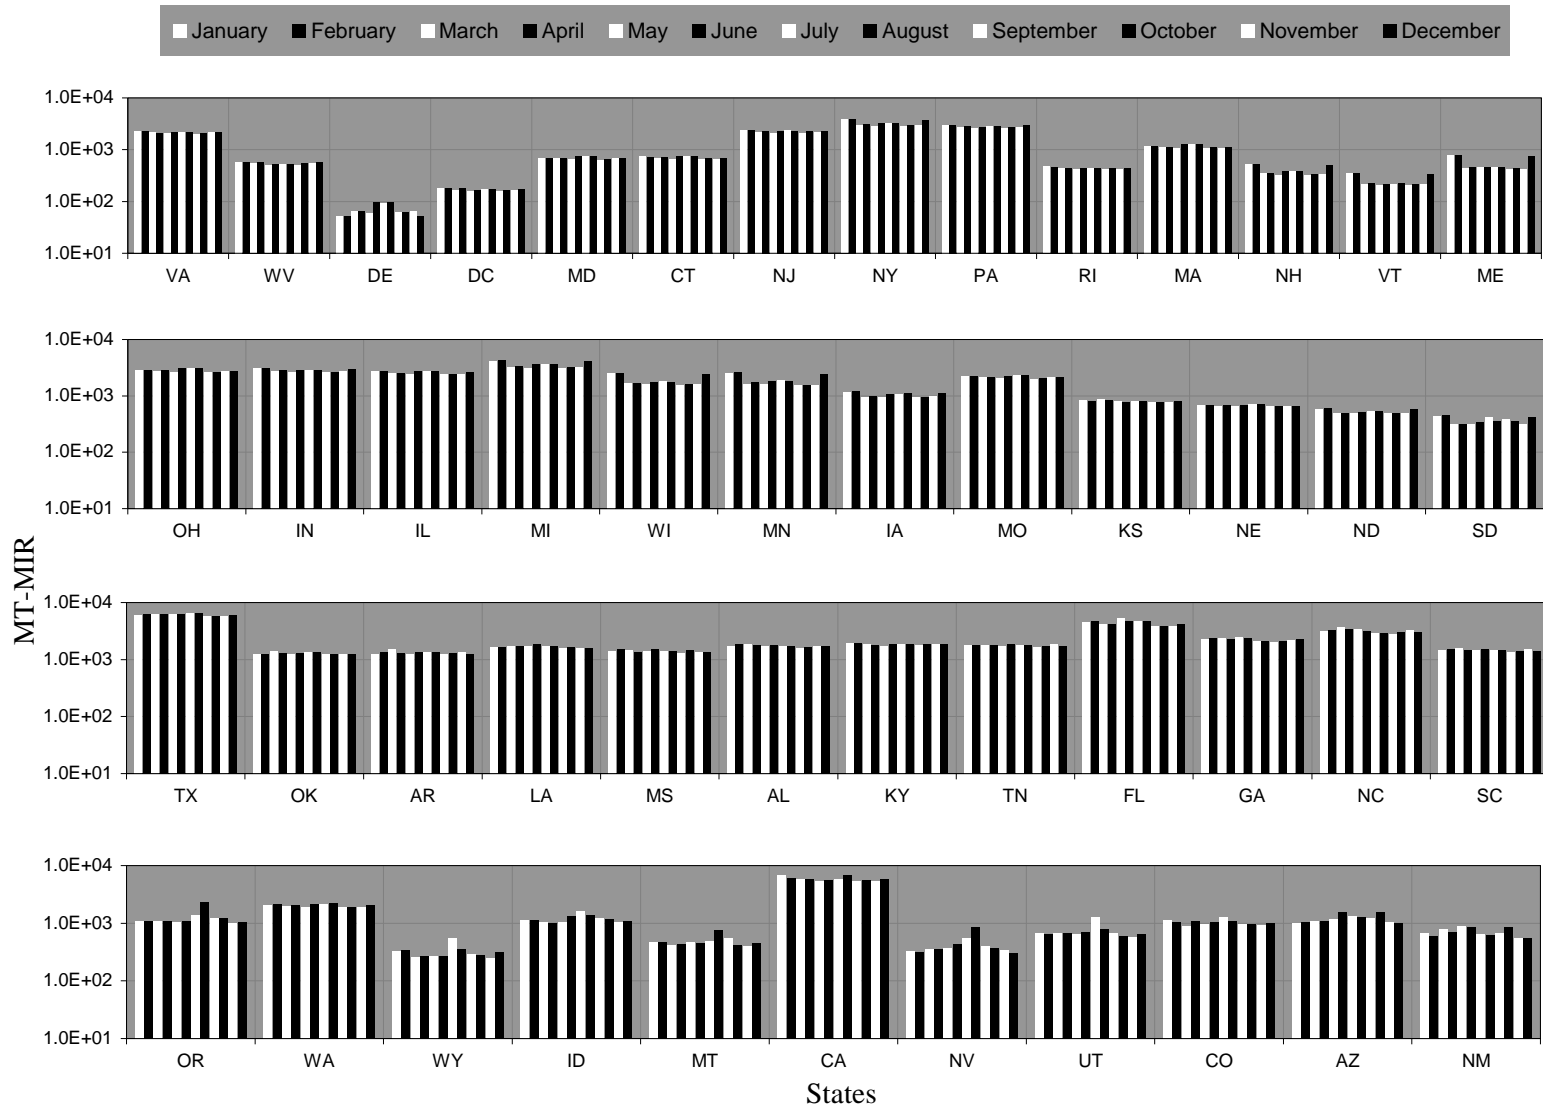 January February March April May June July August September October November December
1.0E+04
1.0E+03
1.0E+02
1.0E+01
VA WV DE DC MD CT NJ NY PA RI MA NH VT ME
1.0E+04
1.0E+03
1.0E+02
1.0E+01
OH IN IL MI WI MN IA MO KS NE ND SD
MT-MIR
1.0E+04
1.0E+03
1.0E+02
1.0E+01
TX OK AR LA MS AL KY TN FL GA NC SC
1.0E+04
1.0E+03
1.0E+02
1.0E+01
OR WA WY ID MT CA NV UT CO AZ NM
States